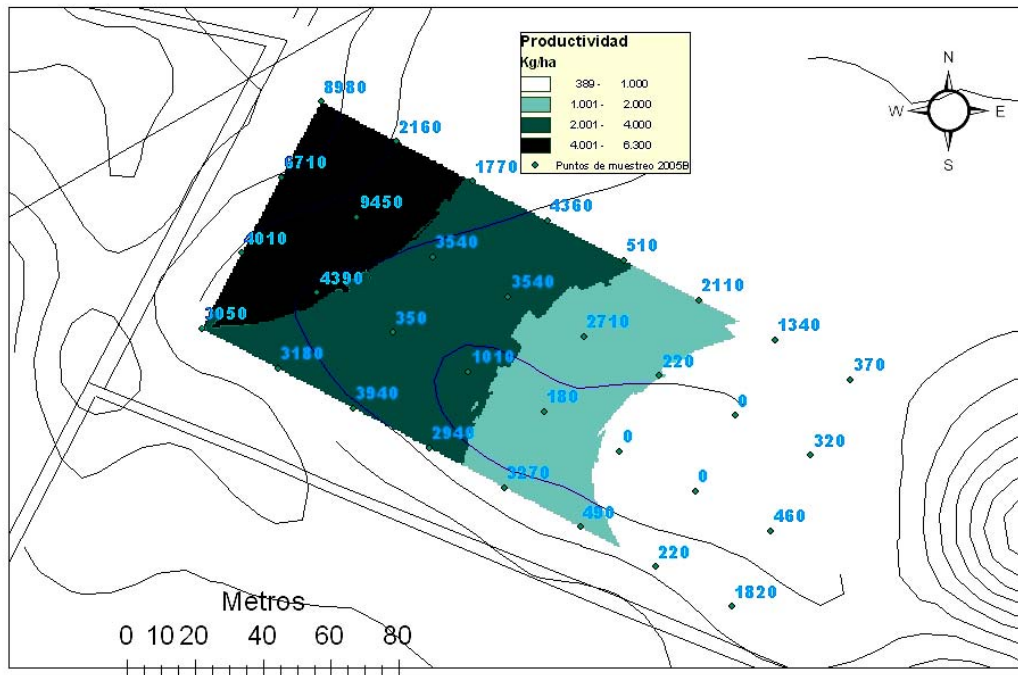 Productividad
Kg/ha
389 - 1.000
1.001 - 2.000
2.001 - 4.000
4.001 - 6.300
Puntos de muestreo 2005B
N
W E
S
8980
2160
1770
6710
9450
4360
4010
3540
510
4390
3540
2110
3050
350
2710
1340
3180
1010
220
370
3940
180
0
2940
0
320
3270
0
490
460
220
1820
Metros
0 10 20 40 60 80